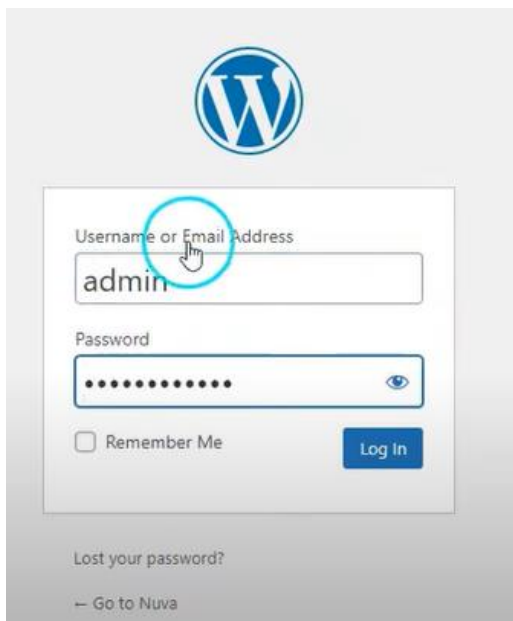 Username or Email Address
admin
Password
••••••••••••
Remember Me
Log In
Lost your password?
← Go to Nuva